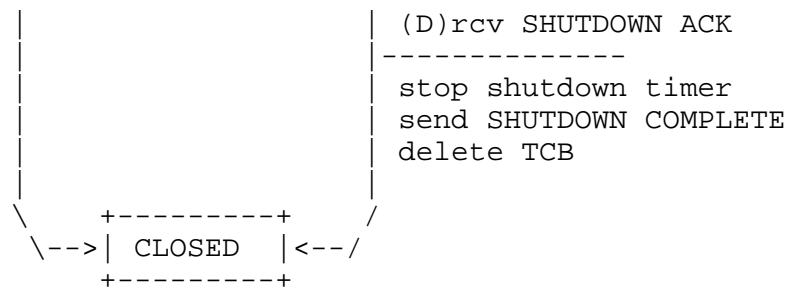 (D)rcv SHUTDOWN ACK
stop shutdown timer
send SHUTDOWN COMPLETE
delete TCB
CLOSED